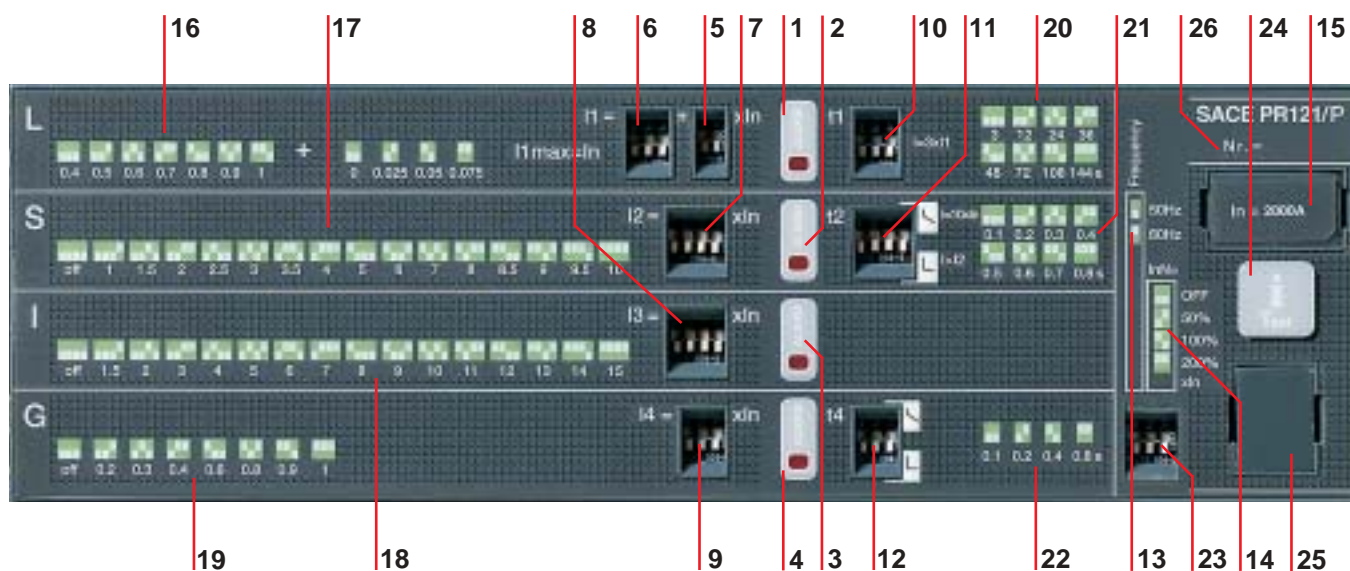 16 17 8 6 5 7 1 2 10 11 20 21 26 24 15
L
0.4 0.5 0.6 0.7 0.8 0.9 1 + 0 0.025 0.05 0.075
I1max=In
I1 = + xIn
t1
I=3xI1
3 12 24 36
48 72 108 144 s
S
off 1 1.5 2 2.5 3 3.5 4 5 6 7 8 8.5 9 9.5 10
I2 = xIn
t2
0.1 0.2 0.3 0.4
0.5 0.6 0.7 0.8 s
I
off 1.5 2 3 4 5 6 7 8 9 10 11 12 13 14 15
I3 = xIn
G
off 0.2 0.3 0.4 0.6 0.8 0.9 1
I4 = xIn
t4
0.1 0.2 0.4 0.8 s
Frequency
50Hz
60Hz
InN=
OFF
50%
100%
200%
xIn
SACE PR121/P
Nr.=
In = 2000A
i
Test
19 18 9 4 3 12 22 13 23 14 25